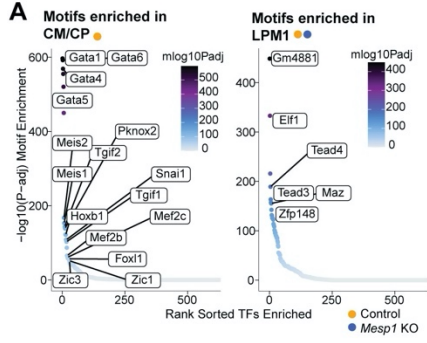 A
Motifs enriched in
CM/CP
Motifs enriched in
LPM1
−log10(P−adj) Motif Enrichment
600
400
200
0
0
250
500
mlog10Padj
500
400
300
200
100
0
Gata1
Gata6
Gata4
Gata5
Pknox2
Meis2
Tgif2
Meis1
Snai1
Tgif1
Hoxb1
Mef2c
Mef2b
Foxl1
Zic3
Zic1
400
300
200
100
0
0
250
500
mlog10Padj
400
300
200
100
0
Gm4881
Elf1
Tead4
Tead3
Maz
Zfp148
Rank Sorted TFs Enriched
Control
Mesp1 KO